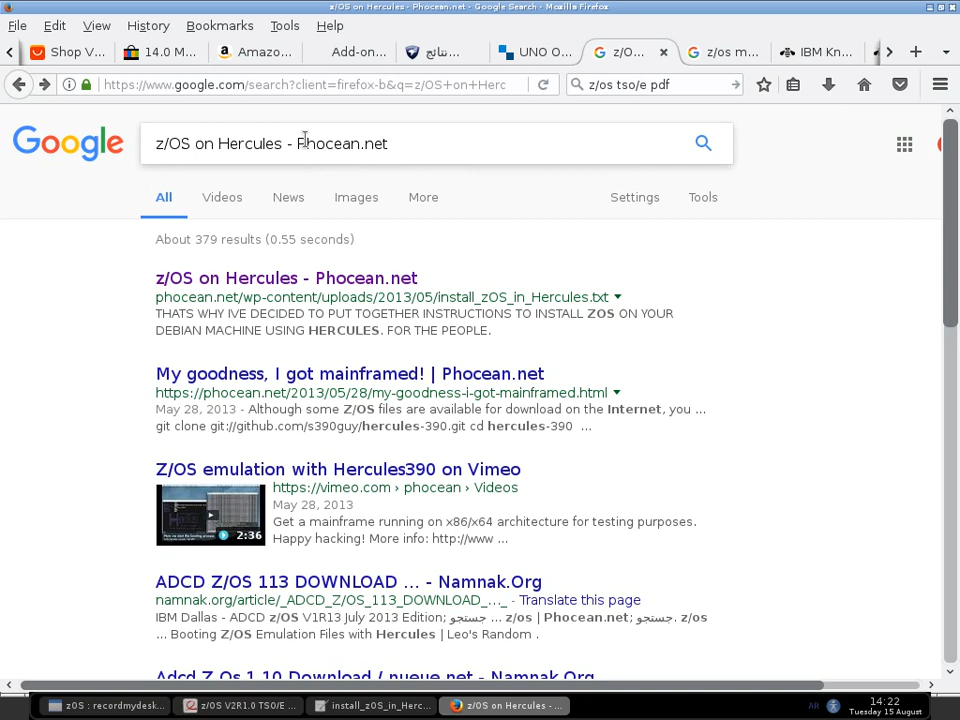 z/OS on Hercules - Phocean.net - Google Search - Mozilla Firefox
File Edit View History Bookmarks Tools Help
Shop V... 14.0 M... Amazo... Add-on... نتائج... UNO O... z/O... z/os m... IBM Kn...
https://www.google.com/search?client=firefox-b&q=z/OS+on+Herc z/os tso/e pdf
Google z/OS on Hercules - Phocean.net
All Videos News Images More Settings Tools
About 379 results (0.55 seconds)
z/OS on Hercules - Phocean.net
phocean.net/wp-content/uploads/2013/05/install_zOS_in_Hercules.txt
THATS WHY IVE DECIDED TO PUT TOGETHER INSTRUCTIONS TO INSTALL ZOS ON YOUR
DEBIAN MACHINE USING HERCULES. FOR THE PEOPLE.
My goodness, I got mainframed! | Phocean.net
https://phocean.net/2013/05/28/my-goodness-i-got-mainframed.html
May 28, 2013 - Although some Z/OS files are available for download on the Internet, you ...
git clone git://github.com/s390guy/hercules-390.git cd hercules-390 ...
Z/OS emulation with Hercules390 on Vimeo
https://vimeo.com › phocean › Videos
May 28, 2013
Get a mainframe running on x86/x64 architecture for testing purposes.
2:36 Happy hacking! More info: http://www ...
ADCD Z/OS 113 DOWNLOAD ... - Namnak.Org
namnak.org/article/_ADCD_Z/OS_113_DOWNLOAD_..._ - Translate this page
IBM Dallas - ADCD z/OS V1R13 July 2013 Edition; جستجو ... z/os | Phocean.net; جستجو. z/os
... Booting Z/OS Emulation Files with Hercules | Leo's Random .
Adcd Z Os 1.10 Download / nueue.net - Namnak.Org
zOS : recordmydesk... z/OS V2R1.0 TSO/E ... install_zOS_in_Herc... z/OS on Hercules - ... AR 14:22
Tuesday 15 August